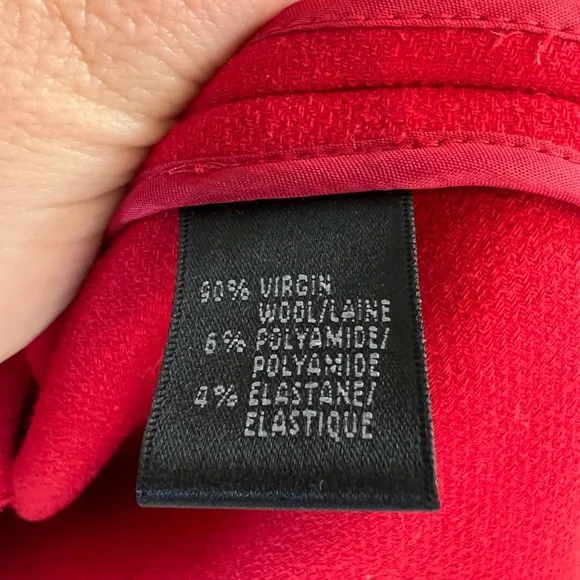 90% VIRGIN
WOOL/LAINE
6% POLYAMIDE/
POLYAMIDE
4% ELASTANE/
ELASTIQUE